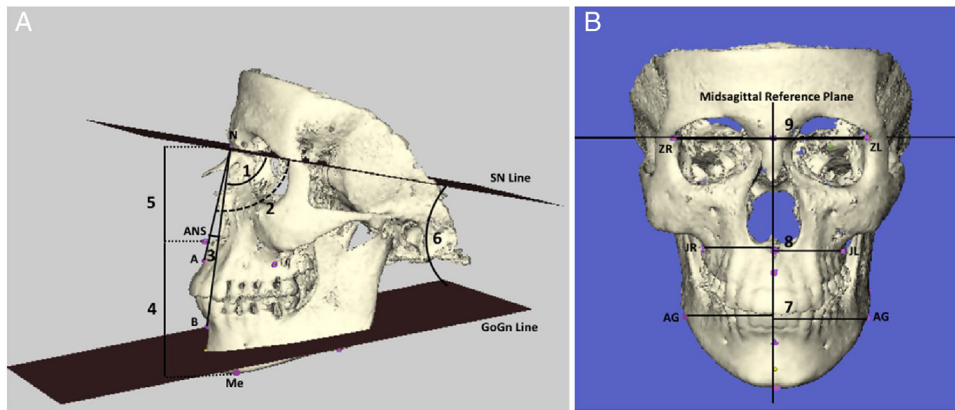 A
N
1
SN Line
2
5
ANS
6
3
A
4
B
GoGn Line
Me
B
Midsagittal Reference Plane
9
ZR
ZL
8
JR
JL
7
AG
AG